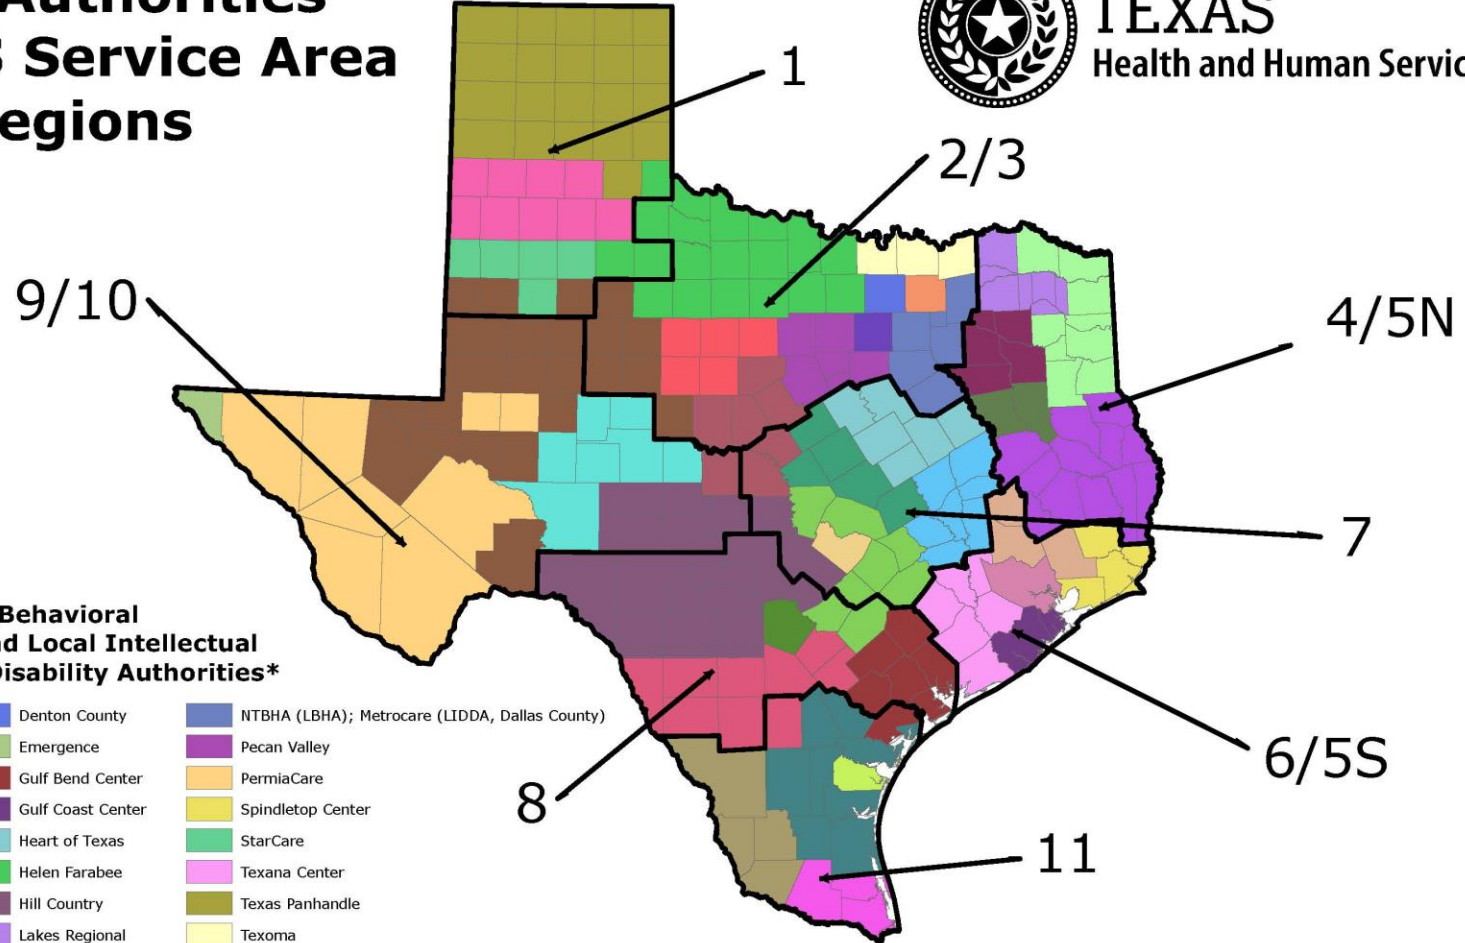 Authorities
Service Area
egions
TEXAS
Health and Human Servic
1
2/3
9/10
4/5N
7
6/5S
8
11
Behavioral
d Local Intellectual
Disability Authorities*
Denton County
Emergence
Gulf Bend Center
Gulf Coast Center
Heart of Texas
Helen Farabee
Hill Country
Lakes Regional
NTBHA (LBHA); Metrocare (LIDDA, Dallas County)
Pecan Valley
PermiaCare
Spindletop Center
StarCare
Texana Center
Texas Panhandle
Texoma